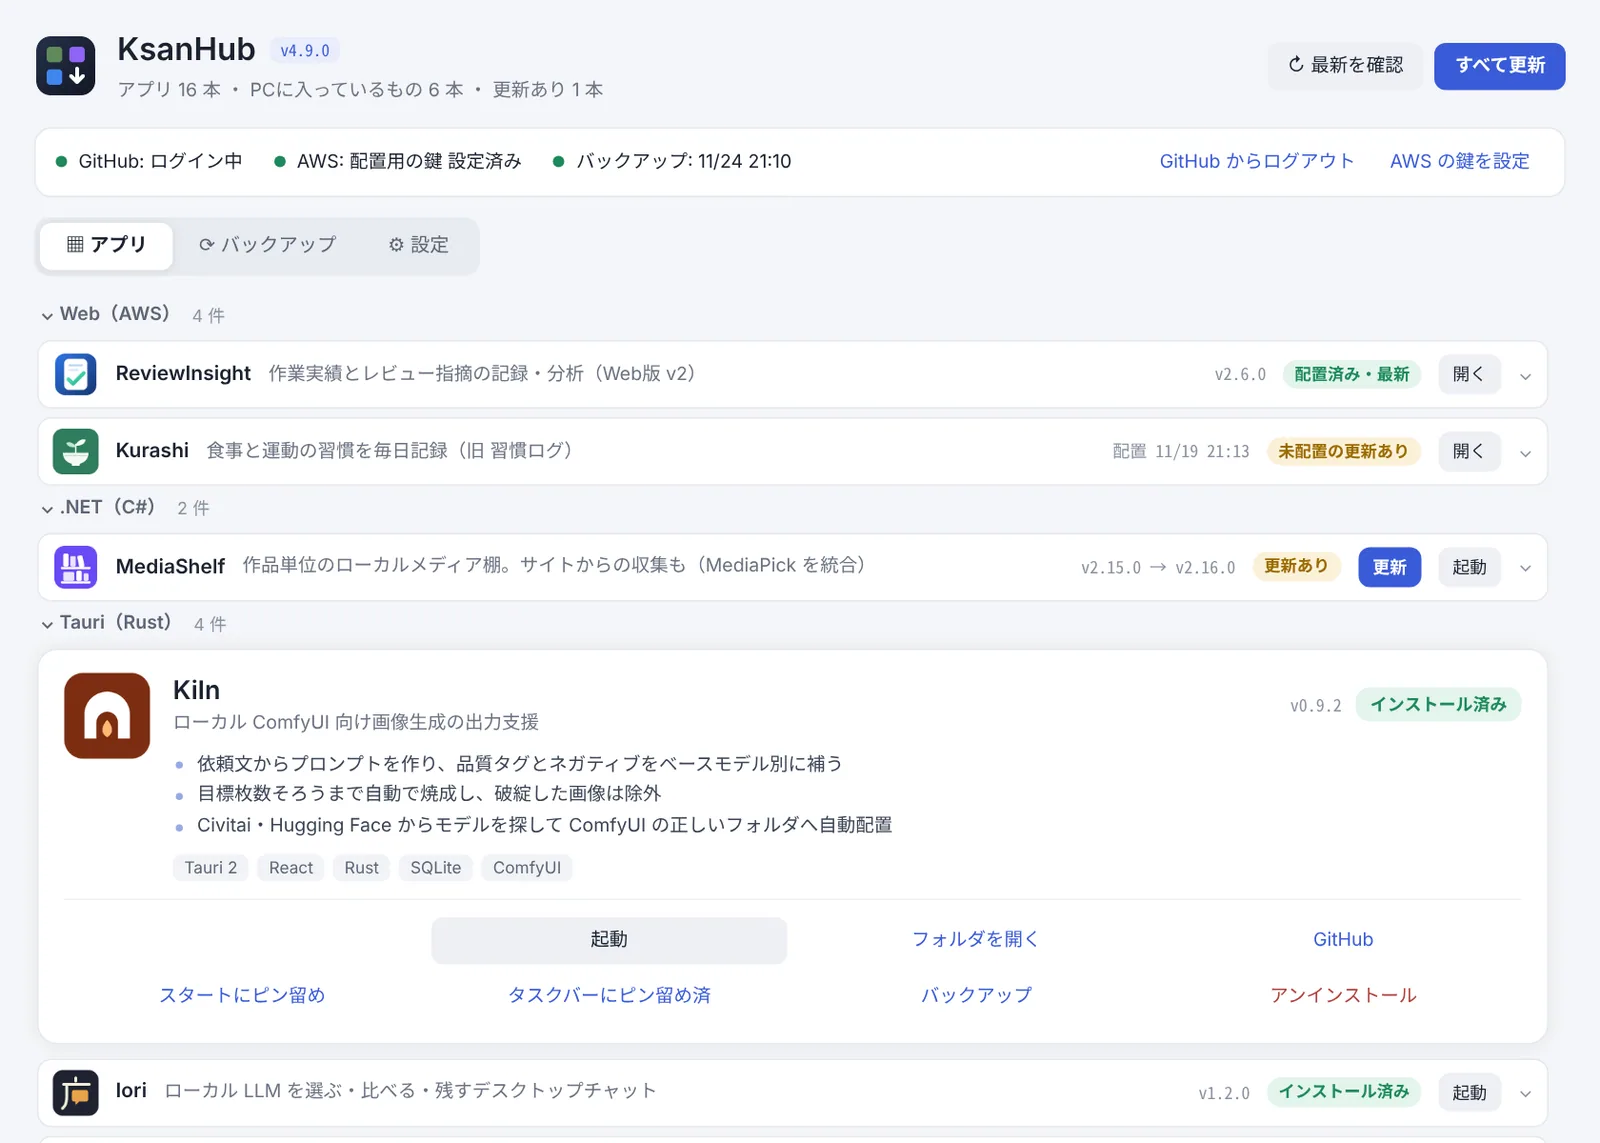 KsanHub v4.9.0
アプリ 16 本 ・ PCに入っているもの 6 本 ・ 更新あり 1 本
最新を確認
すべて更新
GitHub: ログイン中
AWS: 配置用の鍵 設定済み
バックアップ: 11/24 21:10
GitHub からログアウト
AWS の鍵を設定
アプリ
バックアップ
設定
Web（AWS） 4 件
ReviewInsight 作業実績とレビュー指摘の記録・分析（Web版 v2） v2.6.0 配置済み・最新 開く
Kurashi 食事と運動の習慣を毎日記録（旧 習慣ログ） 配置 11/19 21:13 未配置の更新あり 開く
.NET（C#） 2 件
MediaShelf 作品単位のローカルメディア棚。サイトからの収集も（MediaPick を統合） v2.15.0 → v2.16.0 更新あり 更新 起動
Tauri（Rust） 4 件
Kiln
v0.9.2 インストール済み
ローカル ComfyUI 向け画像生成の出力支援
依頼文からプロンプトを作り、品質タグとネガティブをベースモデル別に補う
目標枚数そろうまで自動で焼成し、破綻した画像は除外
Civitai・Hugging Face からモデルを探して ComfyUI の正しいフォルダへ自動配置
Tauri 2 React Rust SQLite ComfyUI
起動 フォルダを開く GitHub
スタートにピン留め タスクバーにピン留め済 バックアップ アンインストール
Iori ローカル LLM を選ぶ・比べる・残すデスクトップチャット v1.2.0 インストール済み 起動